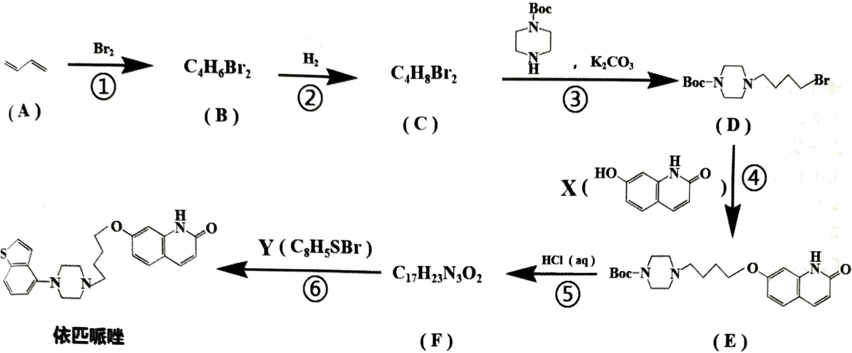 Br₂
①
C₄H₆Br₂
H₂
②
C₄H₈Br₂
Boc
N
N
H
, K₂CO₃
③
Boc-N
N
Br
(A)
(B)
(C)
(D)
X (
HO
H
N
O
)
④
S
N
N
O
H
N
O
Y (C₈H₅SBr)
⑥
C₁₇H₂₃N₃O₂
HCl (aq)
⑤
Boc-N
N
O
H
N
O
依匹哌唑
(F)
(E)